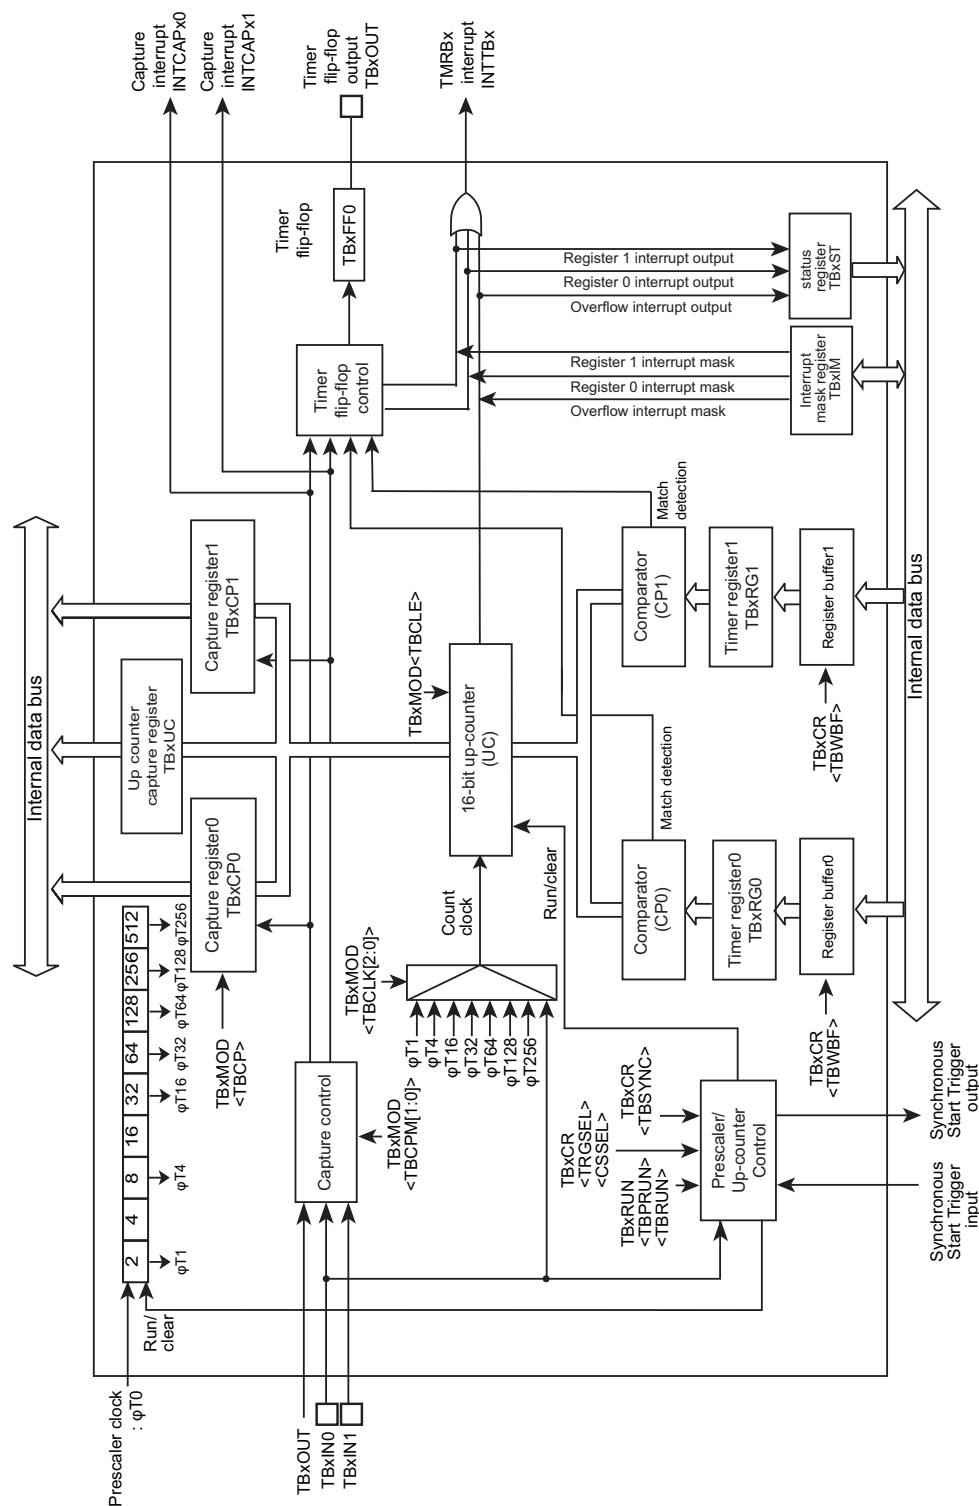 Prescaler clock
: φT0
Run/
clear
2
4
8
16
32
64
128
256
512
φT1
φT4
φT16
φT32
φT64
φT128
φT256
Internal data bus
Capture register0
TBxCP0
Up counter
capture register
TBxUC
Capture register1
TBxCP1
TBxMOD
<TBCP>
Capture
interrupt
INTCAPx0
Capture
interrupt
INTCAPx1
TBxOUT
TBxIN0
TBxIN1
Capture control
TBxMOD
<TBCPM[1:0]>
TBxMOD
<TBCLK[2:0]>
φT1
φT4
φT16
φT32
φT64
φT128
φT256
Count
clock
TBxMOD<TBCLE>
16-bit up-counter
(UC)
Run/clear
Timer
flip-flop
control
Timer
flip-flop
TBxFF0
Timer
flip-flop
output
TBxOUT
TMRBx
interrupt
INTTBx
TBxRUN
<TBPRUN>
<TBRUN>
TBxCR
<TRGSEL>
<CSSEL>
TBxCR
<TBSYNC>
Prescaler/
Up-counter
Control
Synchronous
Start Trigger
input
Synchronous
Start Trigger
output
Match detection
Comparator
(CP0)
Timer register0
TBxRG0
Register buffer0
TBxCR
<TBWBF>
Match
detection
Comparator
(CP1)
Timer register1
TBxRG1
Register buffer1
TBxCR
<TBWBF>
Register 1 interrupt mask
Register 0 interrupt mask
Overflow interrupt mask
Interrupt
mask register
TBxIM
Register 1 interrupt output
Register 0 interrupt output
Overflow interrupt output
status
register
TBxST
Internal data bus